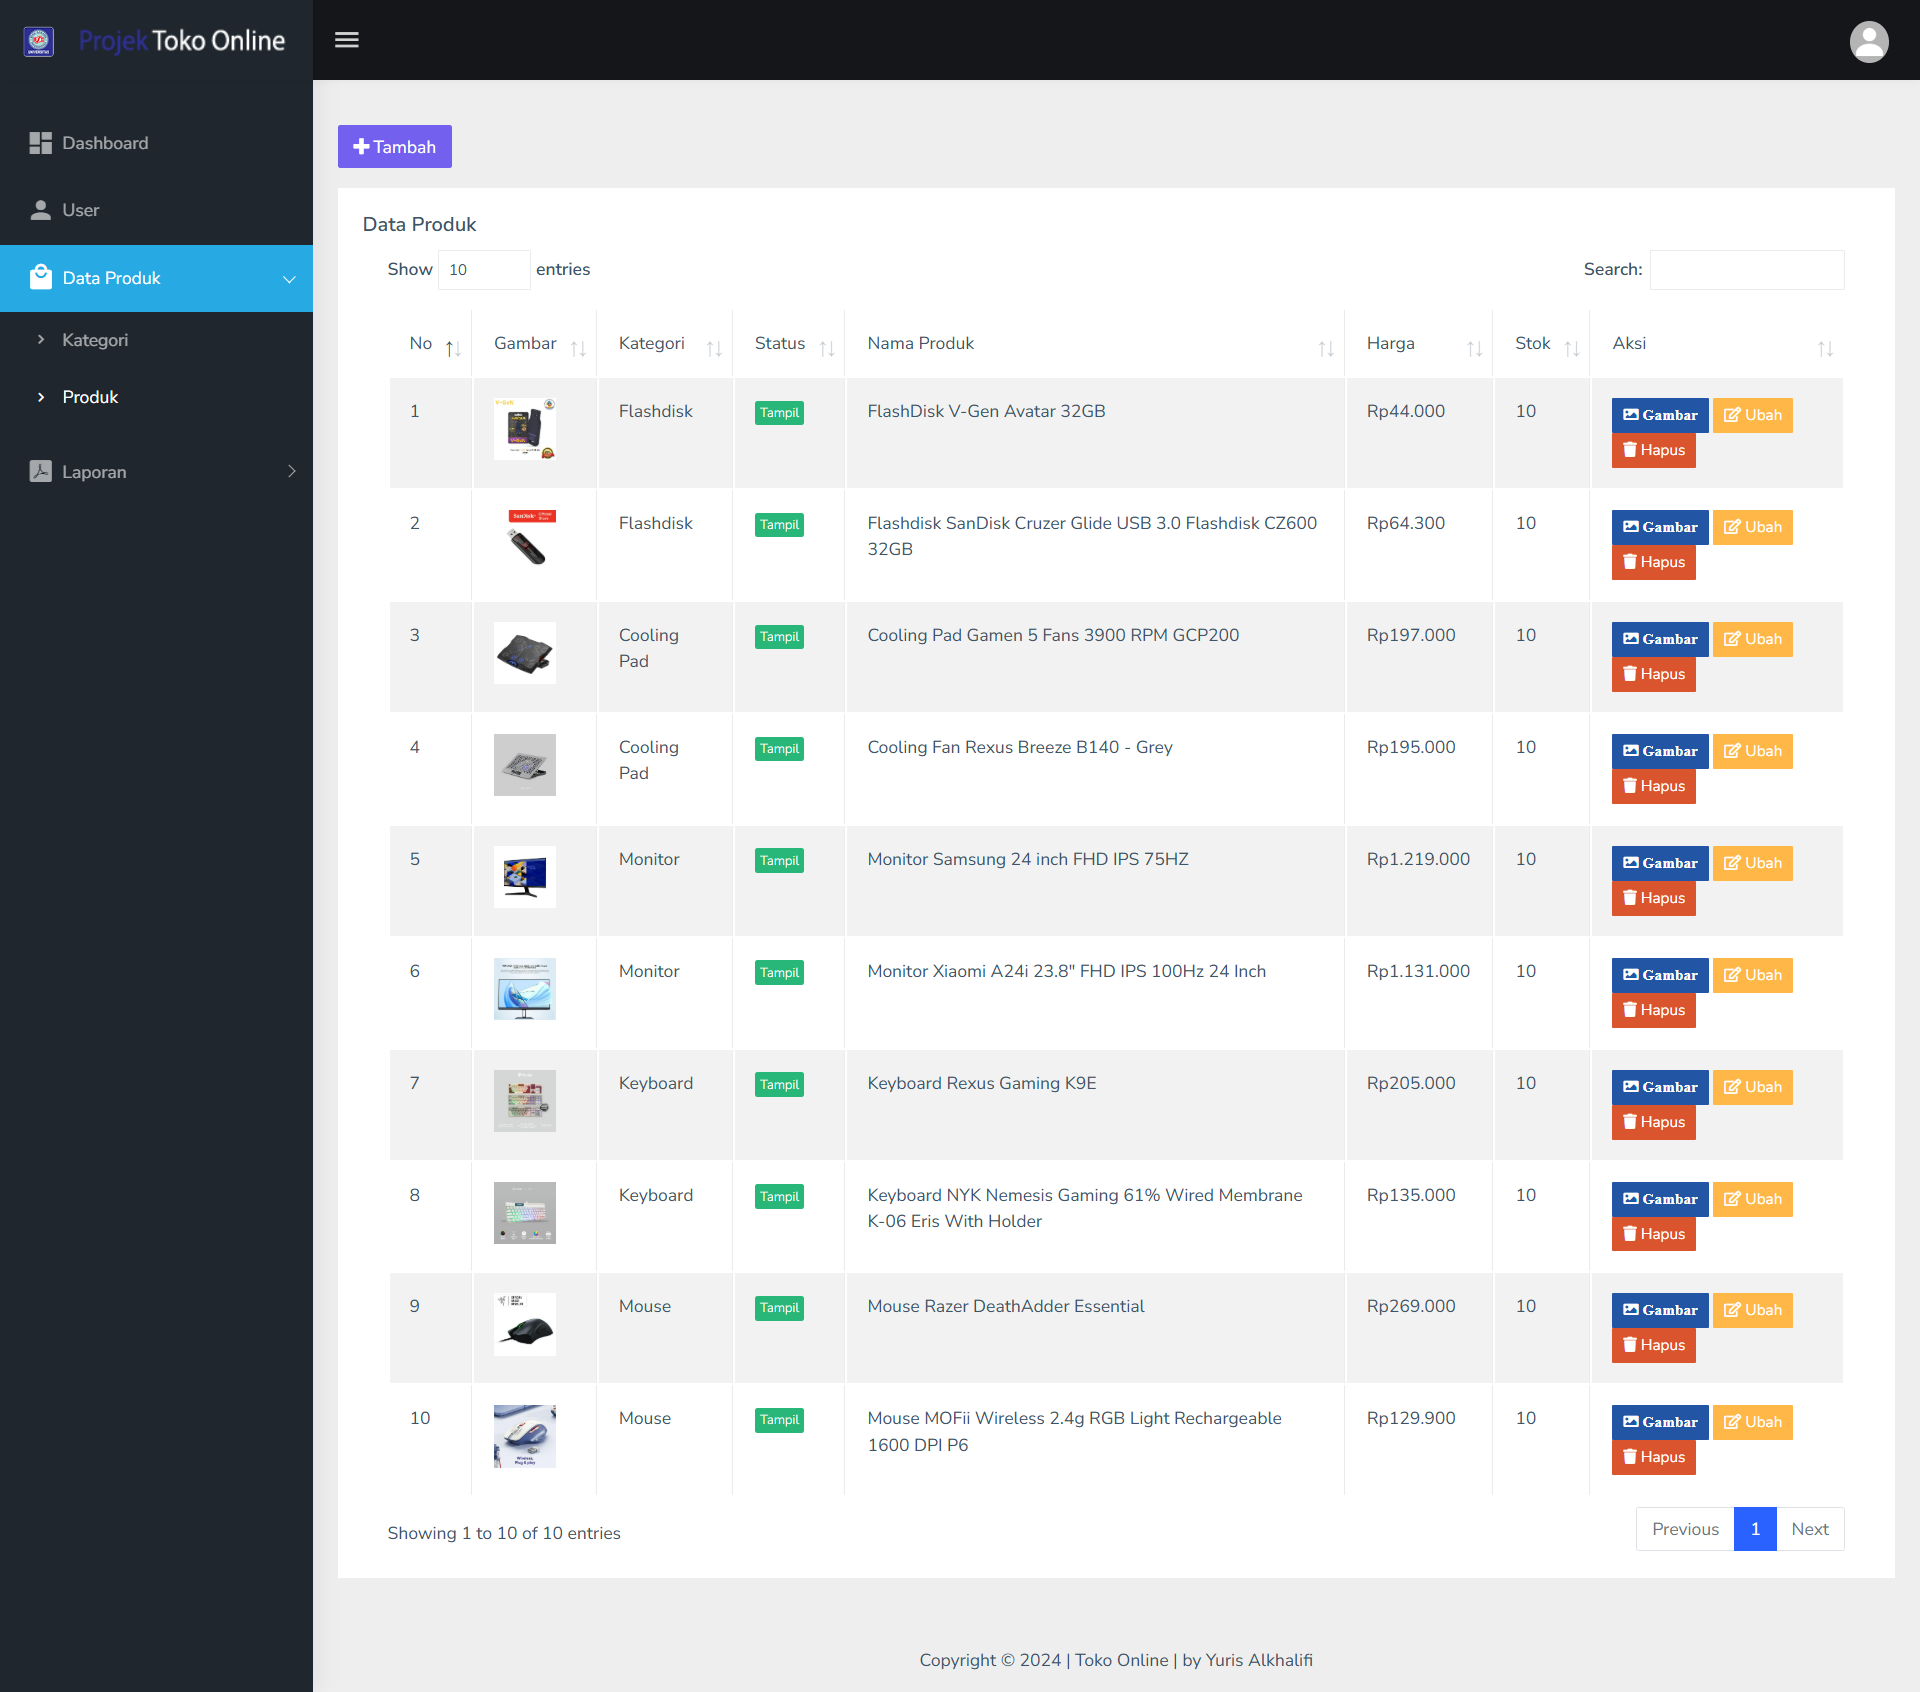 Projek Toko Online
Dashboard
User
Data Produk
Kategori
Produk
Laporan
Tambah
Data Produk
Show 10 entries
Search:
No Gambar Kategori Status Nama Produk Harga Stok Aksi
1 Flashdisk Tampil FlashDisk V-Gen Avatar 32GB Rp44.000 10 Gambar Ubah
Hapus
2 Flashdisk Tampil Flashdisk SanDisk Cruzer Glide USB 3.0 Flashdisk CZ600 Rp64.300 10 Gambar Ubah
32GB
Hapus
3 Cooling Tampil Cooling Pad Gamen 5 Fans 3900 RPM GCP200 Rp197.000 10 Gambar Ubah
Pad
Hapus
4 Cooling Tampil Cooling Fan Rexus Breeze B140 - Grey Rp195.000 10 Gambar Ubah
Pad
Hapus
5 Monitor Tampil Monitor Samsung 24 inch FHD IPS 75HZ Rp1.219.000 10 Gambar Ubah
Hapus
6 Monitor Tampil Monitor Xiaomi A24i 23.8" FHD IPS 100Hz 24 Inch Rp1.131.000 10 Gambar Ubah
Hapus
7 Keyboard Tampil Keyboard Rexus Gaming K9E Rp205.000 10 Gambar Ubah
Hapus
8 Keyboard Tampil Keyboard NYK Nemesis Gaming 61% Wired Membrane Rp135.000 10 Gambar Ubah
K-06 Eris With Holder
Hapus
9 Mouse Tampil Mouse Razer DeathAdder Essential Rp269.000 10 Gambar Ubah
Hapus
10 Mouse Tampil Mouse MOFii Wireless 2.4g RGB Light Rechargeable Rp129.900 10 Gambar Ubah
1600 DPI P6
Hapus
Showing 1 to 10 of 10 entries
Previous 1 Next
Copyright © 2024 | Toko Online | by Yuris Alkhalifi